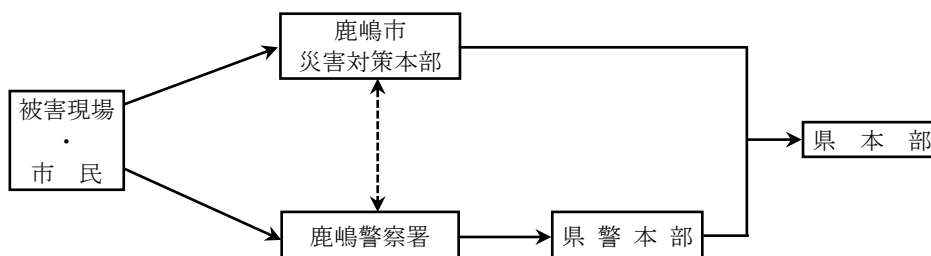 鹿嶋市
災害対策本部
被害現場
・
市　民
県　本　部
鹿嶋警察署
県 警 本 部